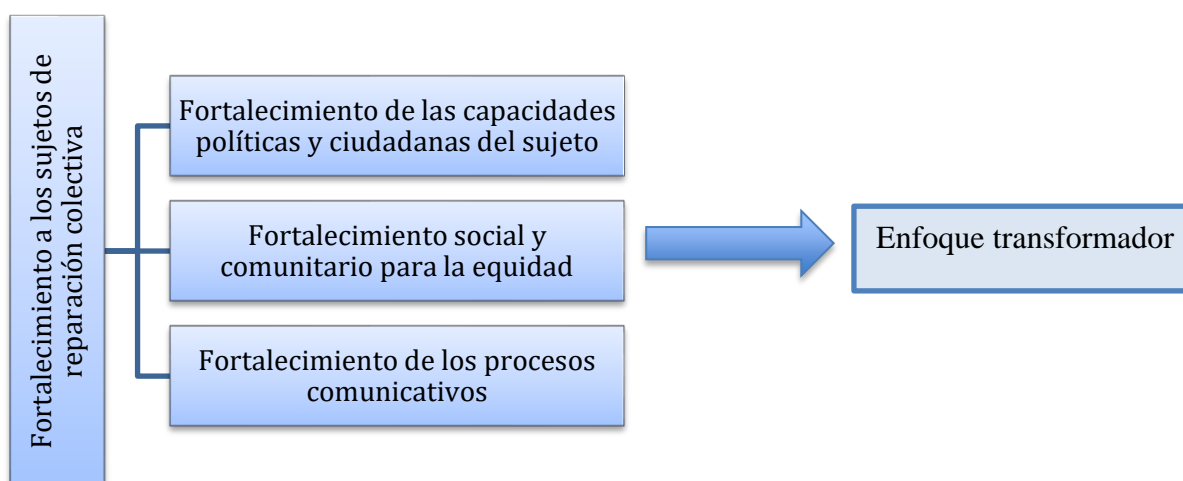 Fortalecimiento a los sujetos de
reparación colectiva
Fortalecimiento de las capacidades
políticas y ciudadanas del sujeto
Fortalecimiento social y
comunitario para la equidad
Fortalecimiento de los procesos
comunicativos
Enfoque transformador